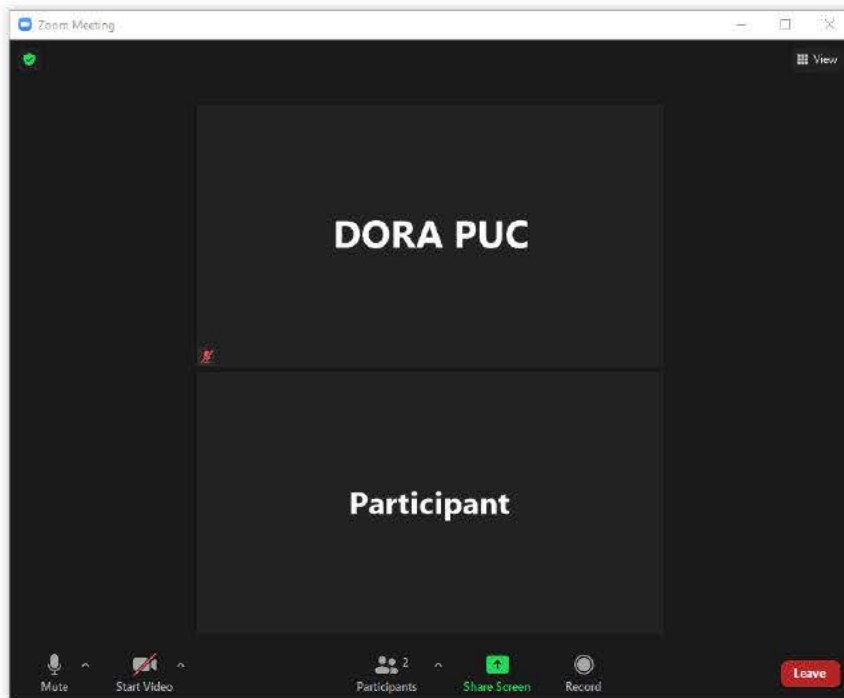 Zoom Meeting
View
DORA PUC
Participant
Mute
Start Video
Participants 2
Share Screen
Record
Leave